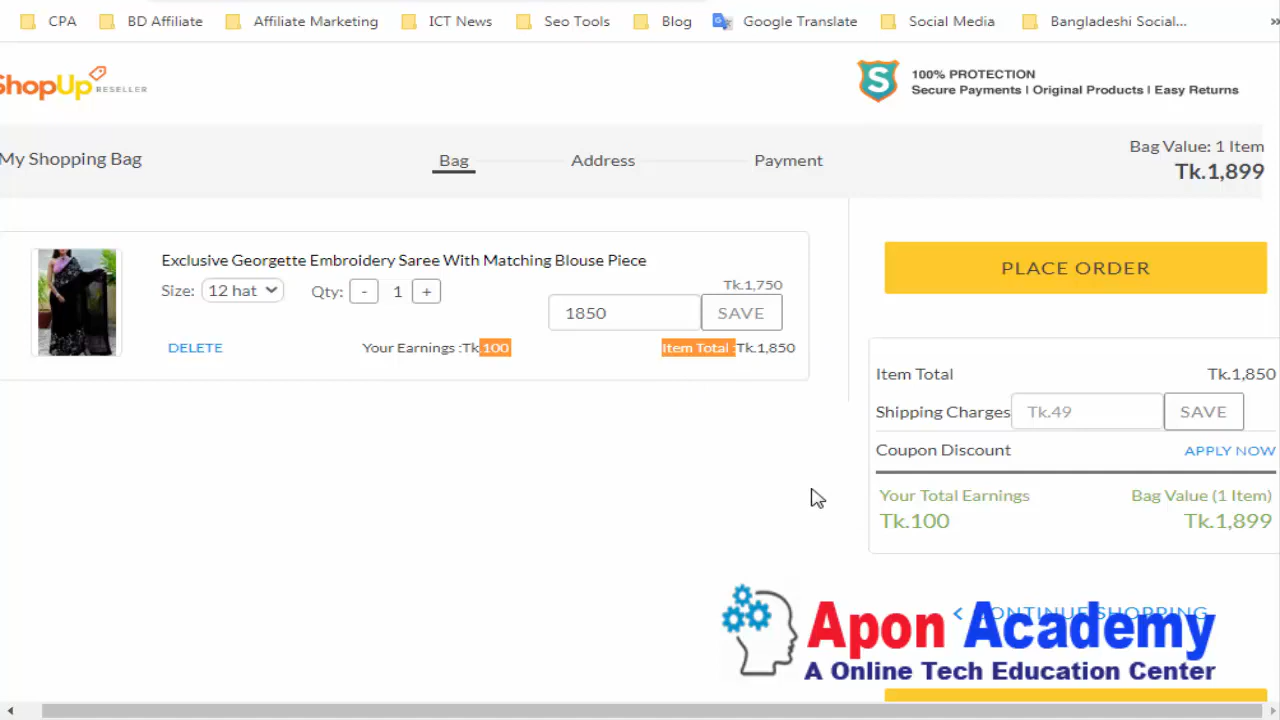 CPA BD Affiliate Affiliate Marketing ICT News Seo Tools Blog Google Translate Social Media Bangladeshi Social... »
ShopUp RESELLER
S 100% PROTECTION
Secure Payments | Original Products | Easy Returns
My Shopping Bag
Bag Address Payment
Bag Value: 1 Item
Tk.1,899
Exclusive Georgette Embroidery Saree With Matching Blouse Piece
Size: 12 hat Qty: - 1 +
Tk.1,750
1850 SAVE
DELETE Your Earnings :Tk 100 Item Total :Tk.1,850
PLACE ORDER
Item Total Tk.1,850
Shipping Charges Tk.49 SAVE
Coupon Discount APPLY NOW
Your Total Earnings Bag Value (1 Item)
Tk.100 Tk.1,899
< CONTINUE SHOPPING
Apon Academy
A Online Tech Education Center